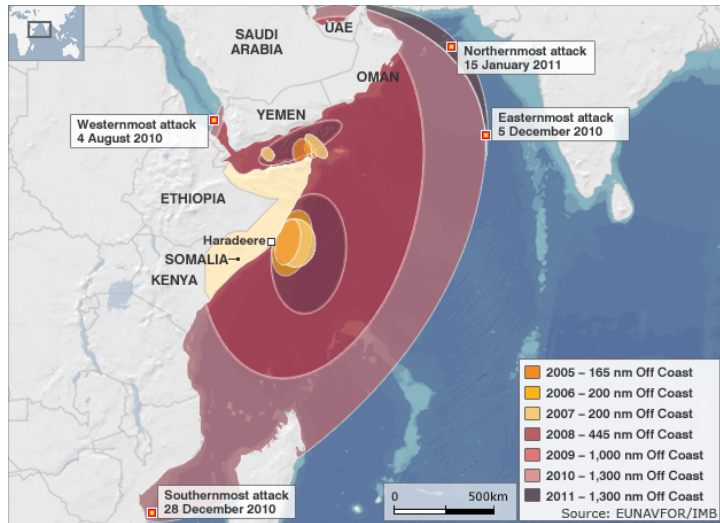 SAUDI
ARABIA
UAE
OMAN
Northernmost attack
15 January 2011
Easternmost attack
5 December 2010
Westernmost attack
4 August 2010
YEMEN
ETHIOPIA
Haradeere
SOMALIA
KENYA
2005 – 165 nm Off Coast
2006 – 200 nm Off Coast
2007 – 200 nm Off Coast
2008 – 445 nm Off Coast
2009 – 1,000 nm Off Coast
2010 – 1,300 nm Off Coast
2011 – 1,300 nm Off Coast
Southernmost attack
28 December 2010
0 500km
Source: EUNAVFOR/IMB